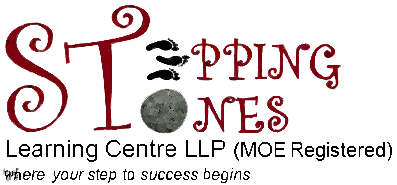 STEPPING
STONES
Learning Centre LLP (MOE Registered)
where your step to success begins